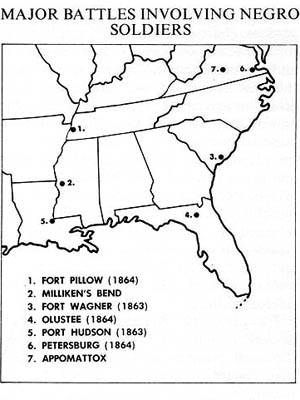 MAJOR BATTLES INVOLVING NEGRO
SOLDIERS
7.
6.
1.
3.
2.
4.
5.
1. FORT PILLOW (1864)
2. MILLIKEN'S BEND
3. FORT WAGNER (1863)
4. OLUSTEE (1864)
5. PORT HUDSON (1863)
6. PETERSBURG (1864)
7. APPOMATTOX